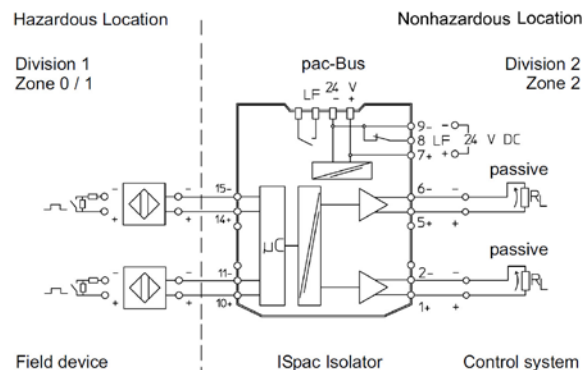 Hazardous Location
Nonhazardous Location
Division 1
Zone 0 / 1
pac-Bus
Division 2
Zone 2
LF 24 V
- +
9- -
8 LF 24 V DC
7+ +
passive
- 15- 6- -
+ 14+ 5+ +
R_L
µC
passive
- 11- 2- -
+ 10+ 1+ +
R_L
Field device
ISpac Isolator
Control system